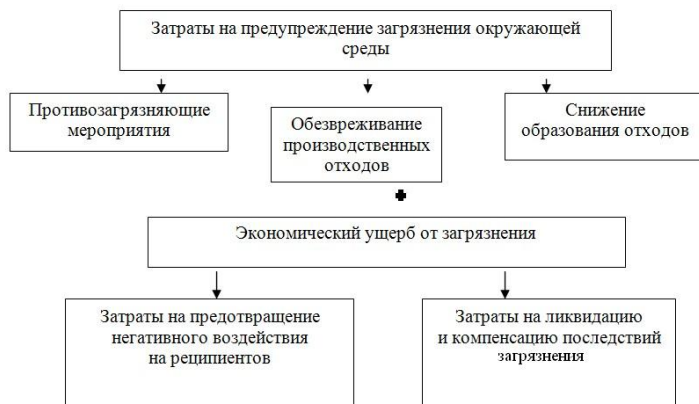 Затраты на предупреждение загрязнения окружающей
среды
Противозагрязняющие
мероприятия
Обезвреживание
производственных
отходов
Снижение
образования отходов
Экономический ущерб от загрязнения
Затраты на предотвращение
негативного воздействия
на реципиентов
Затраты на ликвидацию
и компенсацию последствий
загрязнения